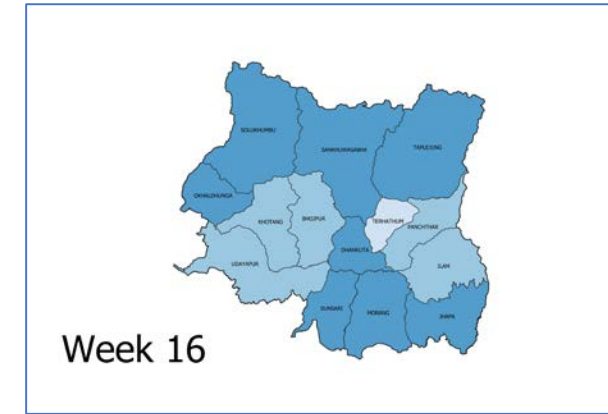 SOLUKHUMBU
SANKHUWASABHA
TAPLEJUNG
OKHALDHUNGA
KHOTANG
BHOJPUR
TERHATHUM
PANCHTHAR
DHANKUTA
UDAYAPUR
ILAM
SUNSARI
MORANG
JHAPA
Week 16